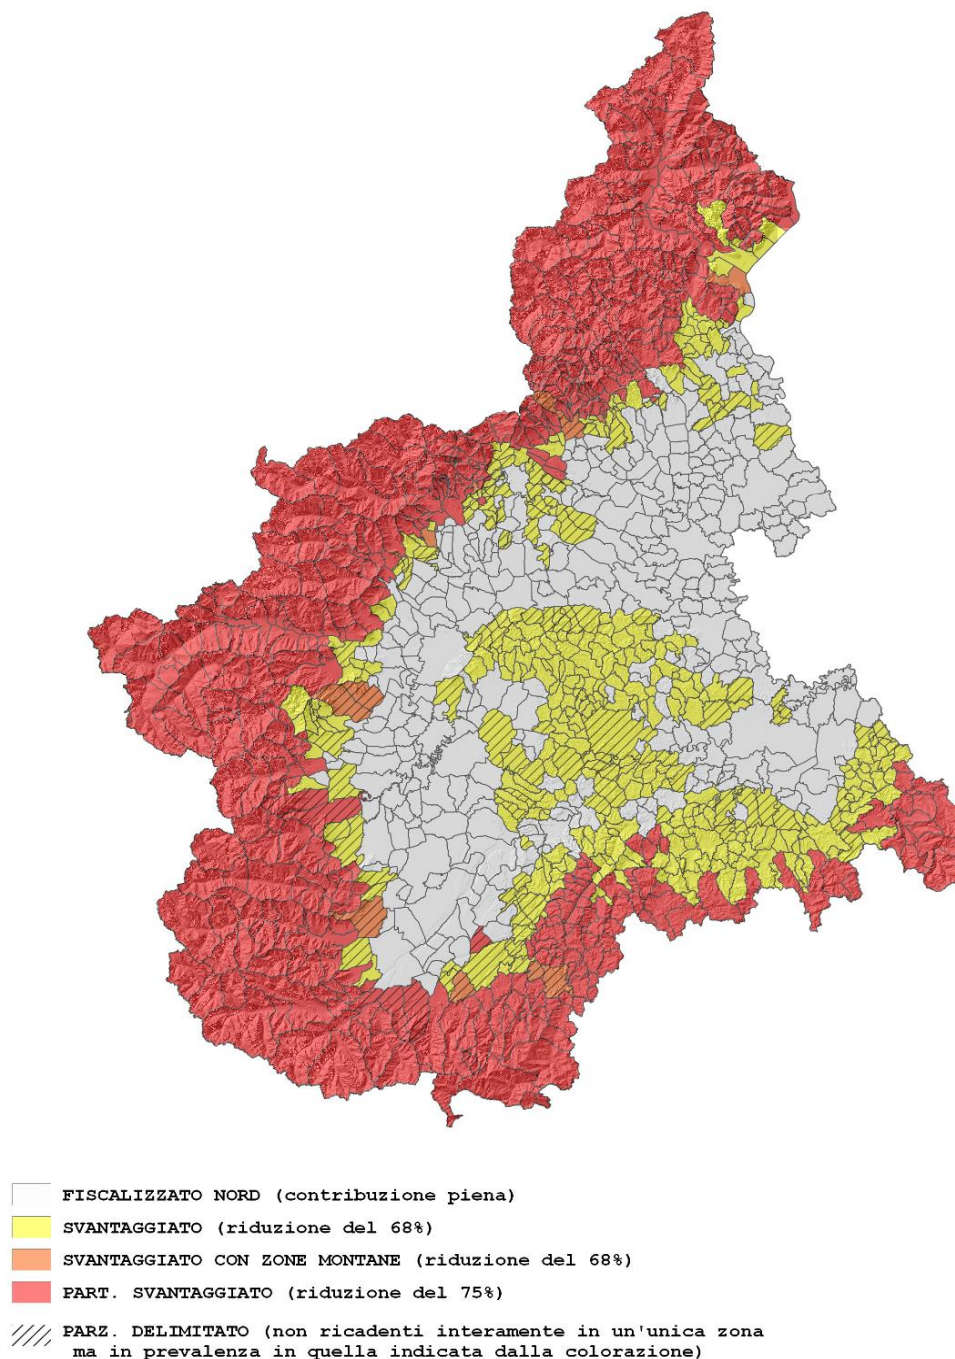 FISCALIZZATO NORD (contribuzione piena)
SVANTAGGIATO (riduzione del 68%)
SVANTAGGIATO CON ZONE MONTANE (riduzione del 68%)
PART. SVANTAGGIATO (riduzione del 75%)
PARZ. DELIMITATO (non ricadenti interamente in un'unica zona
ma in prevalenza in quella indicata dalla colorazione)